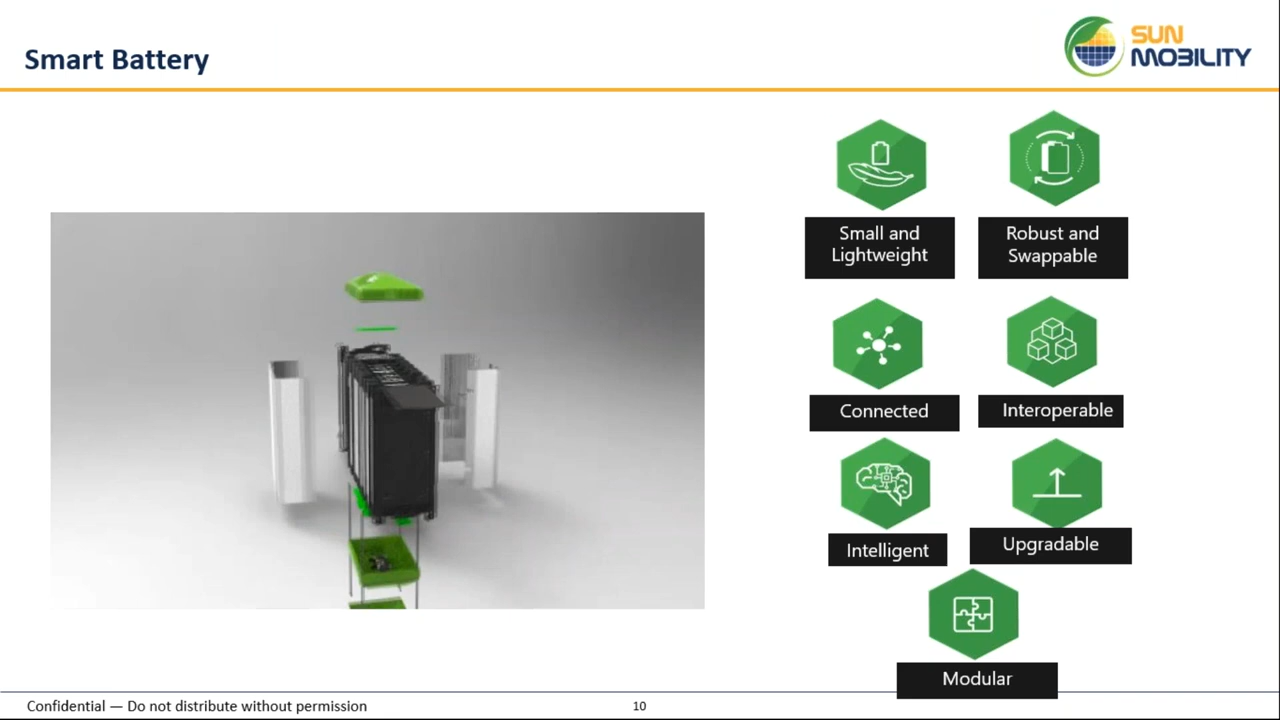 Smart Battery
SUN
MOBILITY
Small and
Lightweight
Robust and
Swappable
Connected
Interoperable
Intelligent
Upgradable
Modular
Confidential — Do not distribute without permission
10